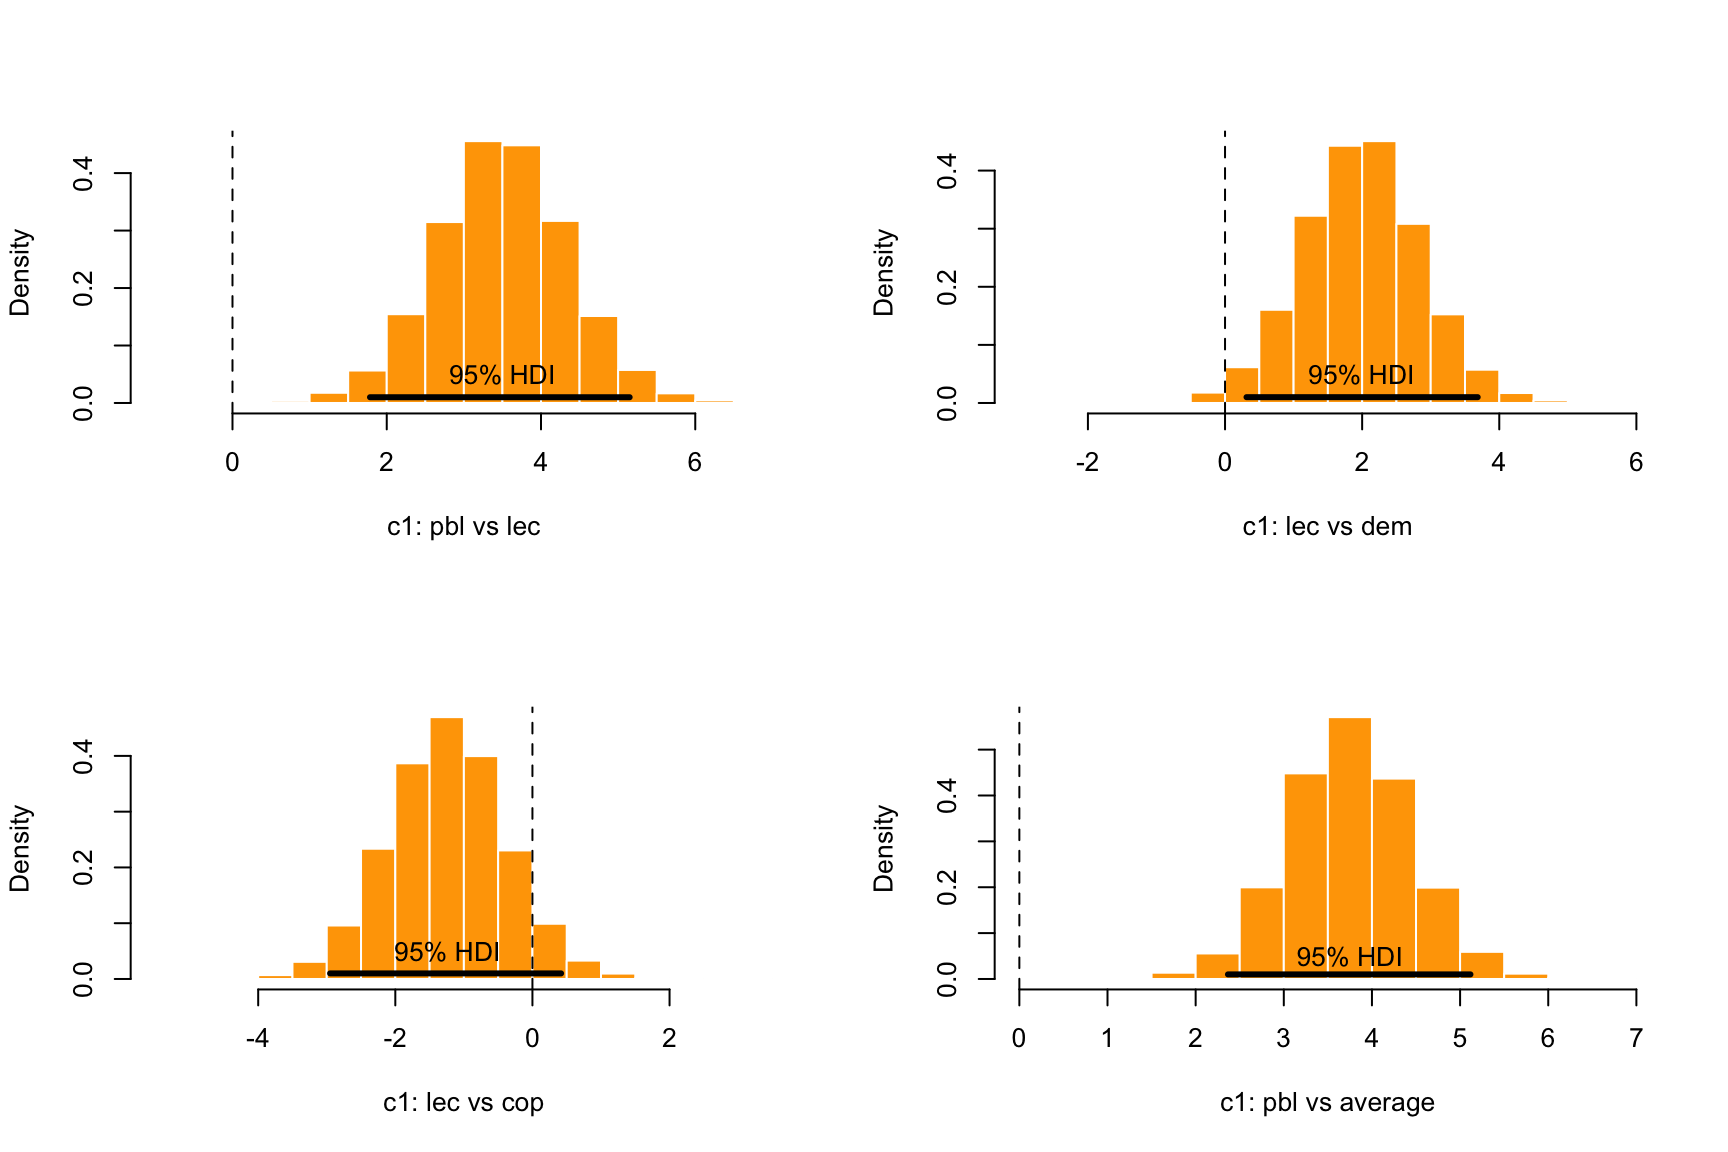 Density
0.0 0.2 0.4
95% HDI
0 2 4 6
c1: pbl vs lec
Density
0.0 0.2 0.4
95% HDI
-2 0 2 4 6
c1: lec vs dem
Density
0.0 0.2 0.4
95% HDI
-4 -2 0 2
c1: lec vs cop
Density
0.0 0.2 0.4
95% HDI
0 1 2 3 4 5 6 7
c1: pbl vs average